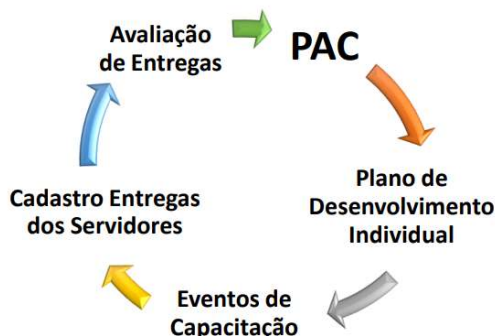 Avaliação
de Entregas
PAC
Plano de
Desenvolvimento
Individual
Eventos de
Capacitação
Cadastro Entregas
dos Servidores